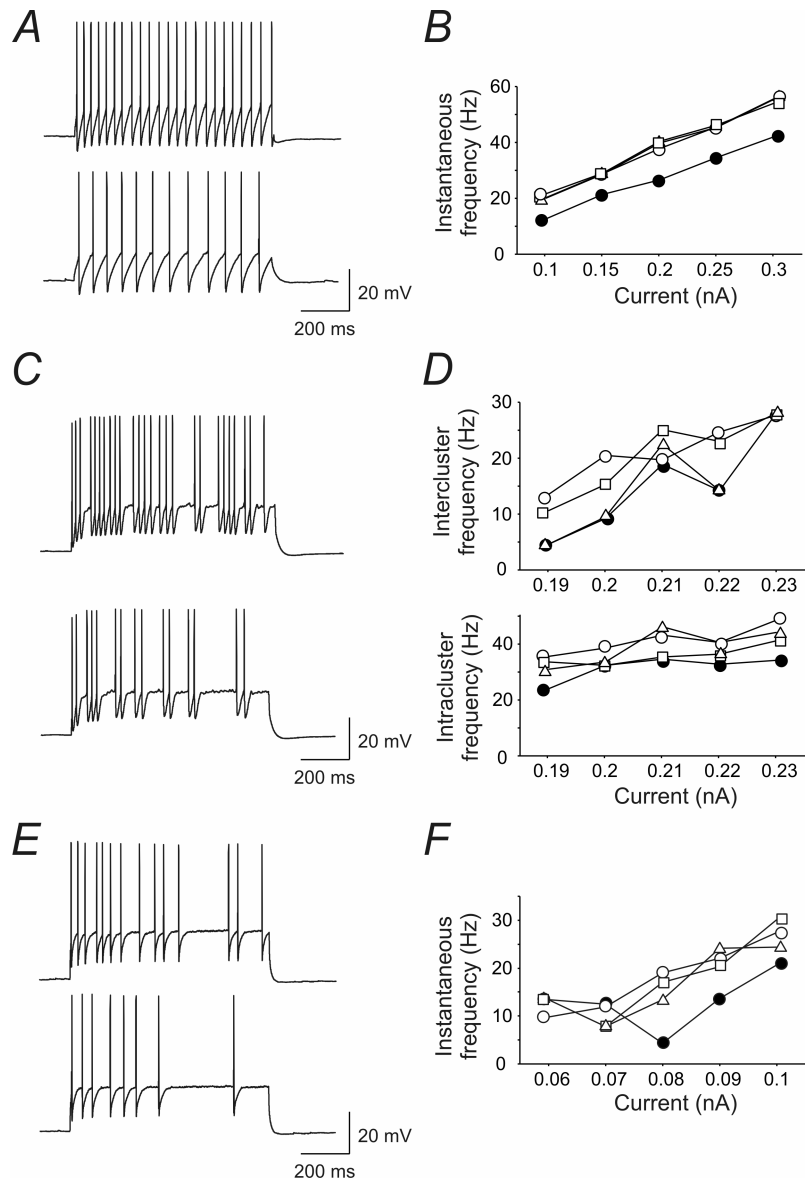 A
20 mV
200 ms
B
Instantaneous
frequency (Hz)
60
40
20
0
0.1 0.15 0.2 0.25 0.3
Current (nA)
C
20 mV
200 ms
D
Intercluster
frequency (Hz)
30
20
10
0
0.19 0.2 0.21 0.22 0.23
Intracluster
frequency (Hz)
40
20
0
0.19 0.2 0.21 0.22 0.23
Current (nA)
E
20 mV
200 ms
F
Instantaneous
frequency (Hz)
30
20
10
0
0.06 0.07 0.08 0.09 0.1
Current (nA)